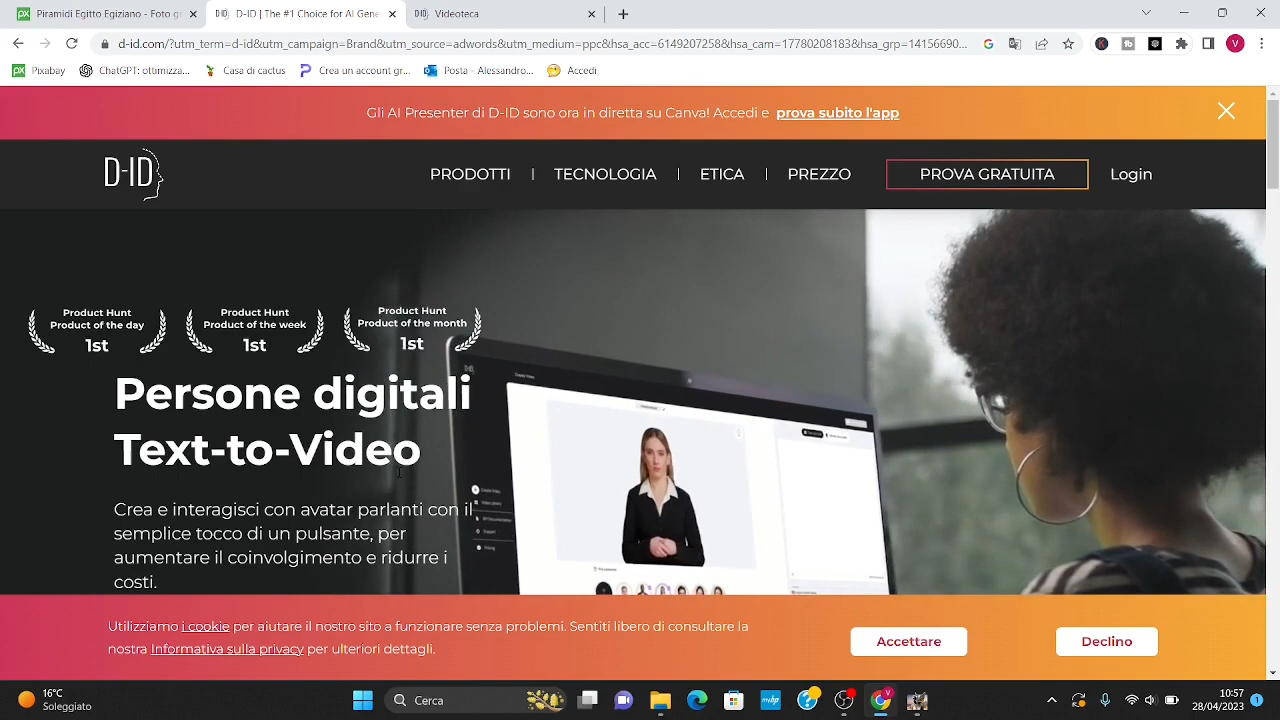 Piramidi Egitto Egiziano - Foto g
D-ID | The #1 Choice for AI Gene
Videoteca
d-id.com/?utm_term=d-id&utm_campaign=Brand&utm_source=adwords&utm_medium=ppc&hsa_acc=6149207258&hsa_cam=17780208183&hsa_grp=14156690...
Pixabay
ChatGPT: ottimizza...
Casa di cactus
Crea un account gr...
Posta - Alessandro...
Accedi
Gli AI Presenter di D-ID sono ora in diretta su Canva! Accedi e prova subito l'app
D-ID
PRODOTTI
TECNOLOGIA
ETICA
PREZZO
PROVA GRATUITA
Login
Product Hunt
Product of the day
1st
Product Hunt
Product of the week
1st
Product Hunt
Product of the month
1st
Persone digitali
Text-to-Video
Crea e interagisci con avatar parlanti con il
semplice tocco di un pulsante, per
aumentare il coinvolgimento e ridurre i
costi.
Utilizziamo i cookie per aiutare il nostro sito a funzionare senza problemi. Sentiti libero di consultare la
nostra Informativa sulla privacy per ulteriori dettagli.
Accettare
Declino
16°C
Soleggiato
Cerca
10:57
28/04/2023